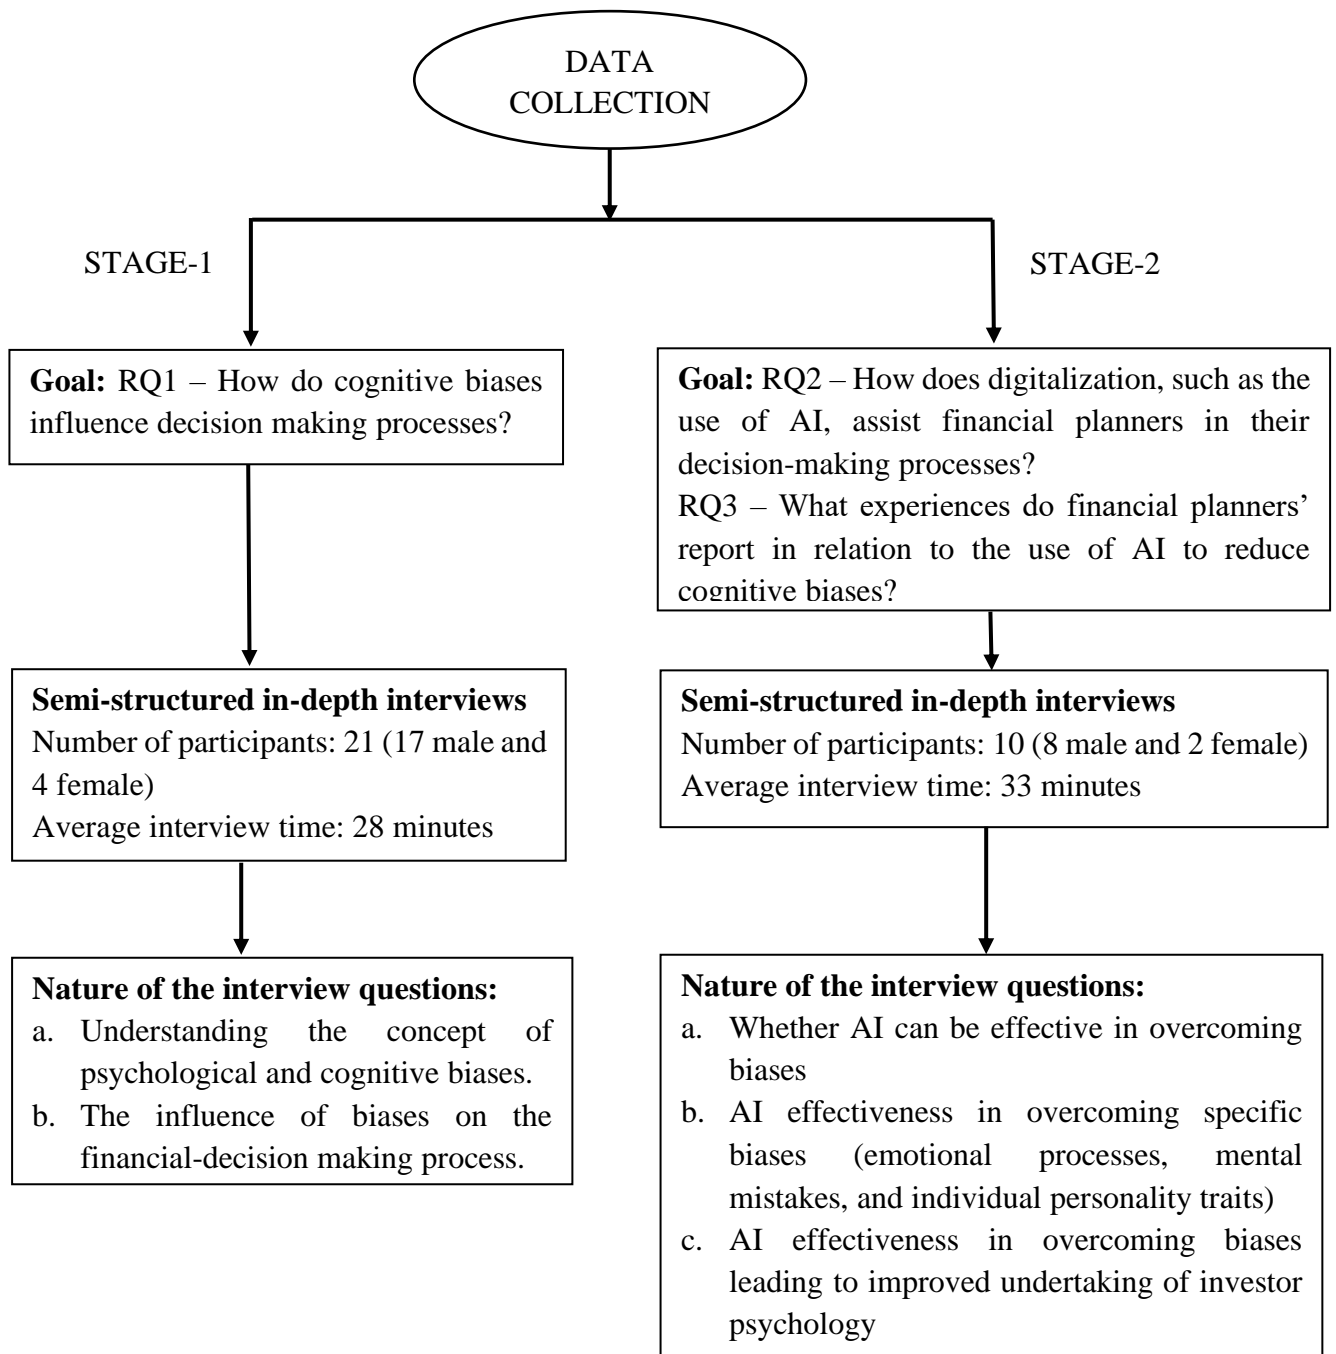 DATA
COLLECTION
STAGE-1
STAGE-2
Goal: RQ1 – How do cognitive biases
influence decision making processes?
Goal: RQ2 – How does digitalization, such as the
use of AI, assist financial planners in their
decision-making processes?
RQ3 – What experiences do financial planners’
report in relation to the use of AI to reduce
cognitive biases?
Semi-structured in-depth interviews
Number of participants: 21 (17 male and
4 female)
Average interview time: 28 minutes
Semi-structured in-depth interviews
Number of participants: 10 (8 male and 2 female)
Average interview time: 33 minutes
Nature of the interview questions:
a. Understanding the concept of
psychological and cognitive biases.
b. The influence of biases on the
financial-decision making process.
Nature of the interview questions:
a. Whether AI can be effective in overcoming
biases
b. AI effectiveness in overcoming specific
biases (emotional processes, mental
mistakes, and individual personality traits)
c. AI effectiveness in overcoming biases
leading to improved undertaking of investor
psychology